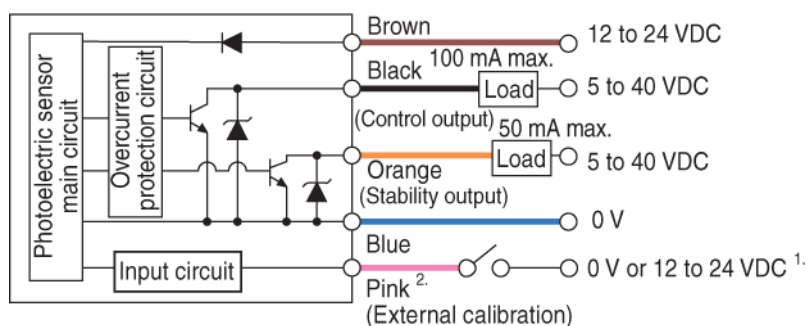 Photoelectric sensor
main circuit
Overcurrent
protection circuit
Input circuit
Brown
12 to 24 VDC
100 mA max.
Black
Load
5 to 40 VDC
(Control output)
50 mA max.
Load
5 to 40 VDC
Orange
(Stability output)
0 V
Blue
0 V or 12 to 24 VDC 1.
Pink 2.
(External calibration)